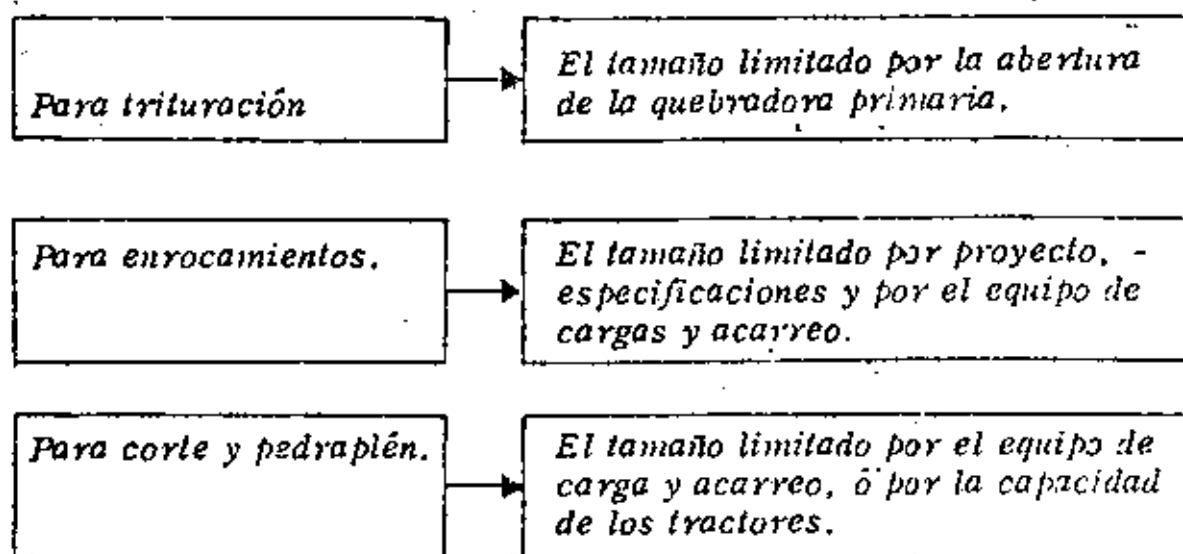 Para trituración
El tamaño limitado por la abertura
de la quebradora primaria.
Para enrocamientos.
El tamaño limitado por proyecto, -
especificaciones y por el equipo de
cargas y acarreo.
Para corte y pedraplén.
El tamaño limitado por el equipo de
carga y acarreo, ó por la capacidad
de los tractores.